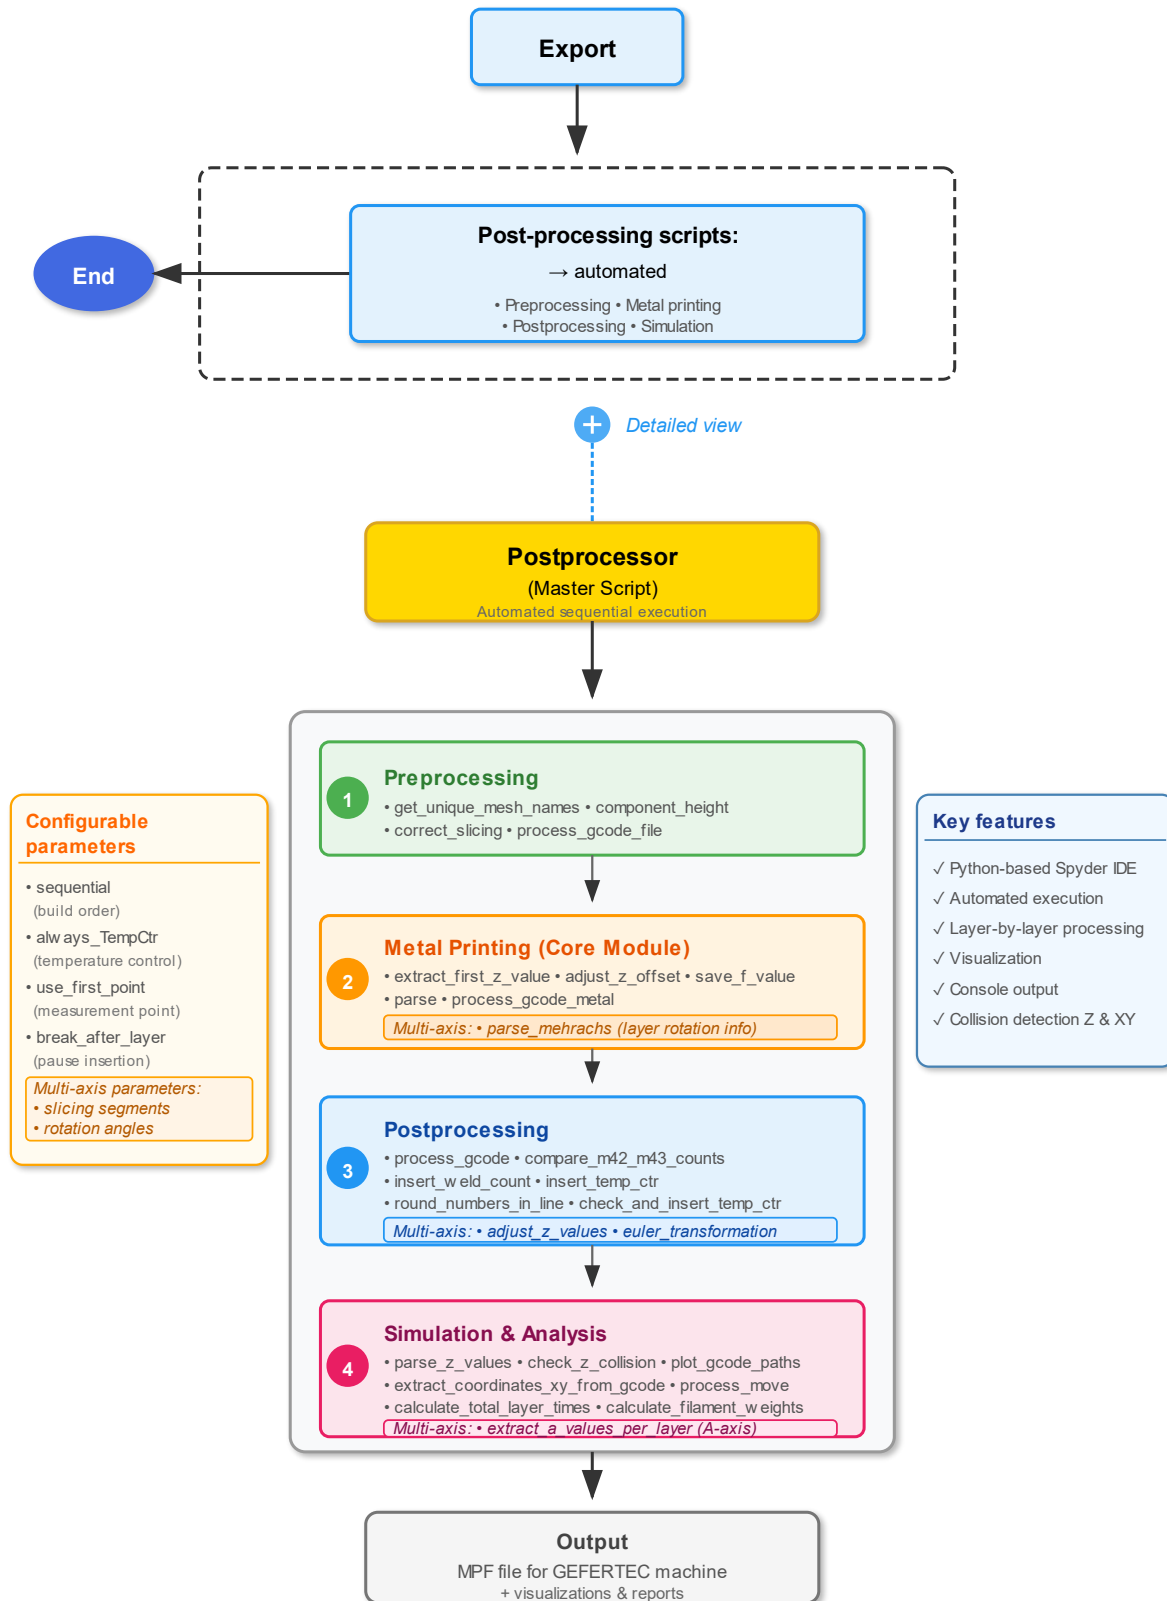 Export
Post-processing scripts:
→ automated
• Preprocessing • Metal printing
• Postprocessing • Simulation
End
+ Detailed view
Postprocessor
(Master Script)
Automated sequential execution
1
Preprocessing
• get_unique_mesh_names • component_height
• correct_slicing • process_gcode_file
Configurable
parameters
• sequential
(build order)
• always_TempCtr
(temperature control)
• use_first_point
(measurement point)
• break_after_layer
(pause insertion)
Multi-axis parameters:
• slicing segments
• rotation angles
Key features
✓ Python-based Spyder IDE
✓ Automated execution
✓ Layer-by-layer processing
✓ Visualization
✓ Console output
✓ Collision detection Z & XY
2
Metal Printing (Core Module)
• extract_first_z_value • adjust_z_offset • save_f_value
• parse • process_gcode_metal
Multi-axis: • parse_mehrachs (layer rotation info)
3
Postprocessing
• process_gcode • compare_m42_m43_counts
• insert_weld_count • insert_temp_ctr
• round_numbers_in_line • check_and_insert_temp_ctr
Multi-axis: • adjust_z_values • euler_transformation
4
Simulation & Analysis
• parse_z_values • check_z_collision • plot_gcode_paths
• extract_coordinates_xy_from_gcode • process_move
• calculate_total_layer_times • calculate_filament_weights
Multi-axis: • extract_a_values_per_layer (A-axis)
Output
MPF file for GEFERTEC machine
+ visualizations & reports